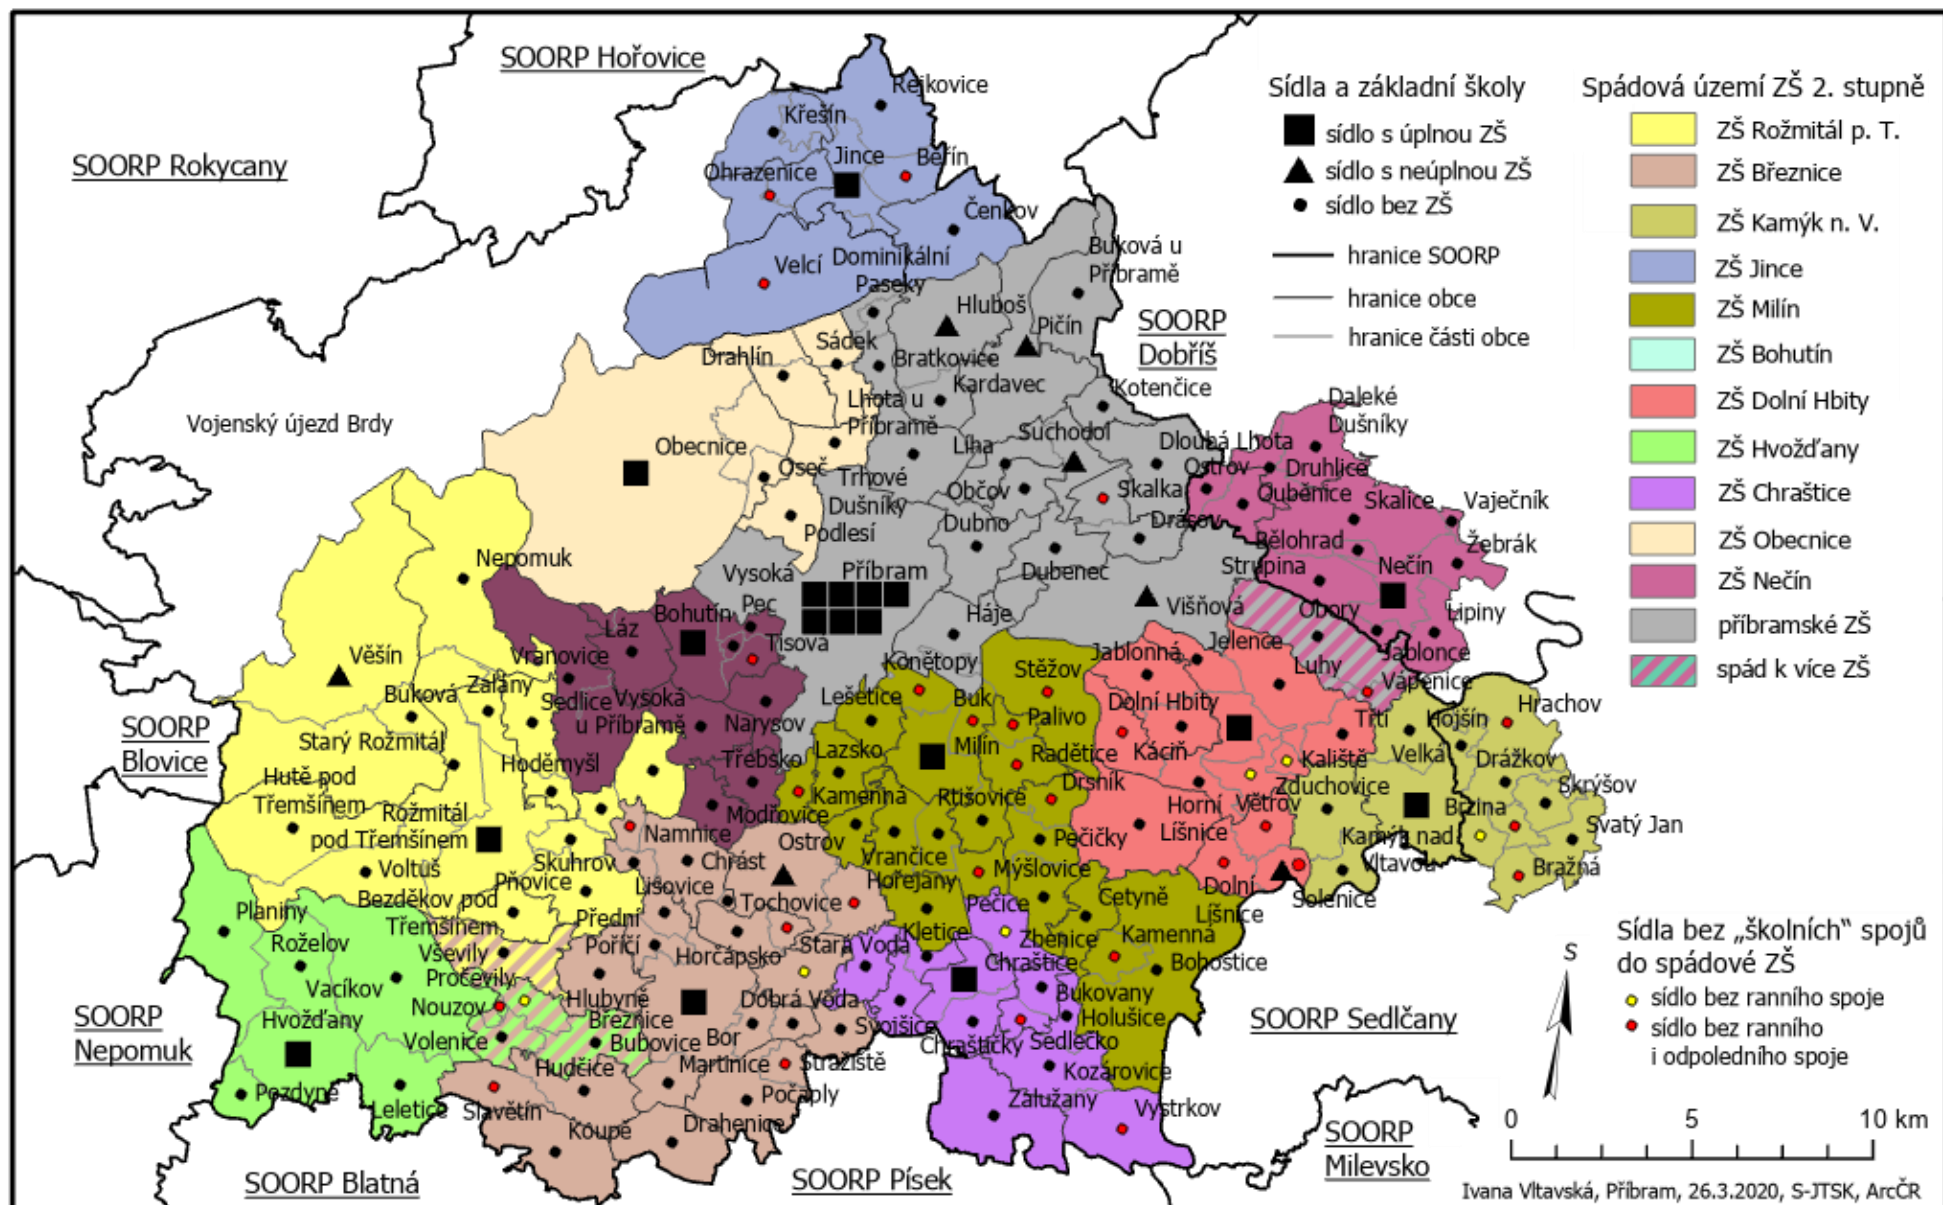 SOORP Hořovice
SOORP Rokycany
Vojenský újezd Brdy
SOORP
Dobříš
SOORP
Blovice
SOORP
Nepomuk
SOORP Blatná
SOORP Písek
SOORP
Milevsko
SOORP Sedlčany
Rejkovice
Křešín
Jince
Běřín
Ohrazenice
Čenkov
Velcí
Dominikální
Paseky
Buková u
Příbramě
Hluboš
Pičín
Sádek
Drahlín
Bratkovice
Kardavec
Kotenčice
Lhota u
Příbramě
Obecnice
Oseč
Líha
Suchodol
Dlouhá Lhota
Daleké
Dušníky
Ostrov
Druhlice
Trhové
Dušníky
Občov
Skalka
Ouběnice
Skalice
Vaječník
Podlesí
Dubno
Drásov
Bělohrad
Žebrák
Nepomuk
Vysoká
Pec
Příbram
Dubenec
Strupina
Nečín
Bohutín
Láz
Tisová
Háje
Višňová
Obory
Lipiny
Vranovice
Konětopy
Stěžov
Jablonná
Jelence
Luhy
Jablonce
Vápenice
Věšín
Buková
Zalány
Sedlice
Vysoká
u Příbramě
Narysov
Lešetice
Buk
Palivo
Dolní Hbity
Třtí
Hojšín
Hrachov
Starý Rožmitál
Hoděmyšl
Třebsko
Lazsko
Milín
Radětice
Káciň
Kaliště
Velká
Drážkov
Hutě pod
Třemšínem
Rožmitál
pod Třemšínem
Modřovice
Kamenná
Rtišovice
Drsník
Horní
Líšnice
Větrov
Zduchovice
Brzina
Skrýšov
Svatý Jan
Kamýk nad
Vltavou
Voltuš
Skuhrov
Namnice
Chrást
Ostrov
Vrančice
Pečičky
Mýšlovice
Bražná
Bezděkov pod
Třemšínem
Pňovice
Lisovice
Tochovice
Hořejany
Pečice
Cetyně
Dolní
Líšnice
Solenice
Planiny
Roželov
Vševily
Přední
Poříčí
Horčápsko
Stará Voda
Kletice
Zbenice
Kamenná
Bohostice
Vacíkov
Pročevily
Nouzov
Hlubyně
Březnice
Dobrá Voda
Chraštice
Bukovany
Holušice
Hvožďany
Volenice
Bubovice
Bor
Svojšice
Chraštičky
Sedlečko
Pozdyně
Leletice
Hudčice
Martinice
Stražiště
Kozárovice
Slavětín
Počaply
Zalužany
Vystrkov
Koupě
Drahenice
Sídla a základní školy
sídlo s úplnou ZŠ
sídlo s neúplnou ZŠ
sídlo bez ZŠ
hranice SOORP
hranice obce
hranice části obce
Spádová území ZŠ 2. stupně
ZŠ Rožmitál p. T.
ZŠ Březnice
ZŠ Kamýk n. V.
ZŠ Jince
ZŠ Milín
ZŠ Bohutín
ZŠ Dolní Hbity
ZŠ Hvožďany
ZŠ Chraštice
ZŠ Obecnice
ZŠ Nečín
příbramské ZŠ
spád k více ZŠ
Sídla bez „školních“ spojů
do spádové ZŠ
sídlo bez ranního spoje
sídlo bez ranního
i odpoledního spoje
S
0 5 10 km
Ivana Vltavská, Příbram, 26.3.2020, S-JTSK, ArcČR